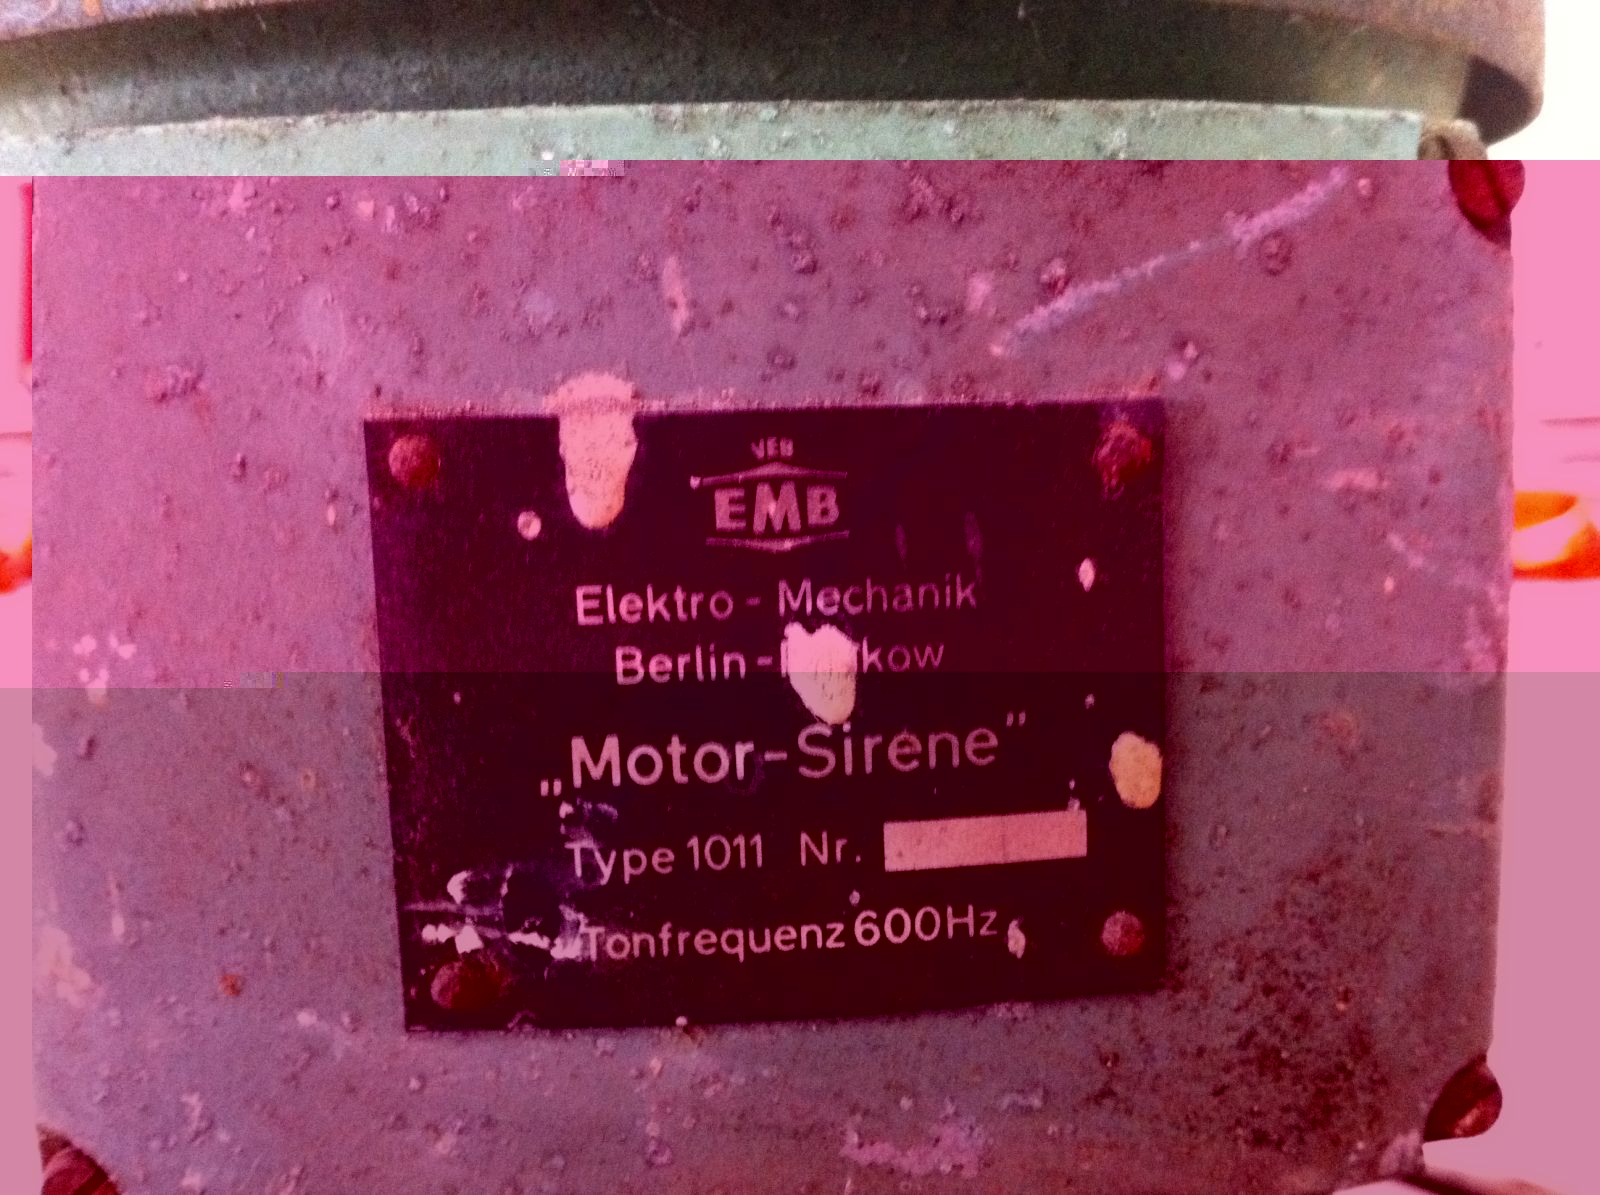 VEB
EMB
Elektro - Mechanik
Berlin -
„Motor-Sirene”
Type 1011 Nr.
Tonfrequenz 600Hz